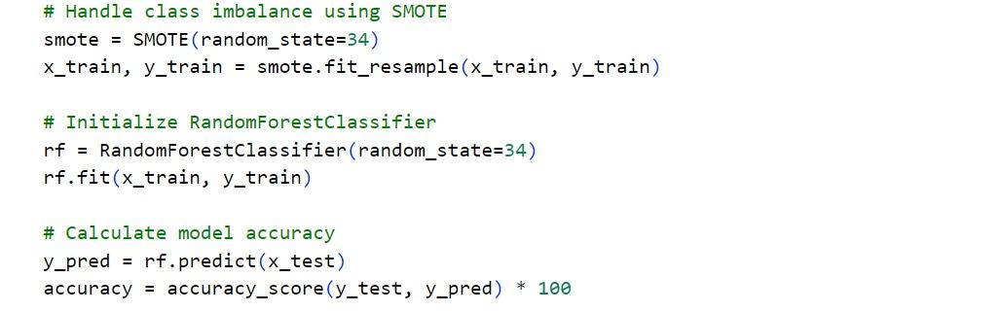 # Handle class imbalance using SMOTE
smote = SMOTE(random_state=34)
x_train, y_train = smote.fit_resample(x_train, y_train)
# Initialize RandomForestClassifier
rf = RandomForestClassifier(random_state=34)
rf.fit(x_train, y_train)
# Calculate model accuracy
y_pred = rf.predict(x_test)
accuracy = accuracy_score(y_test, y_pred) * 100